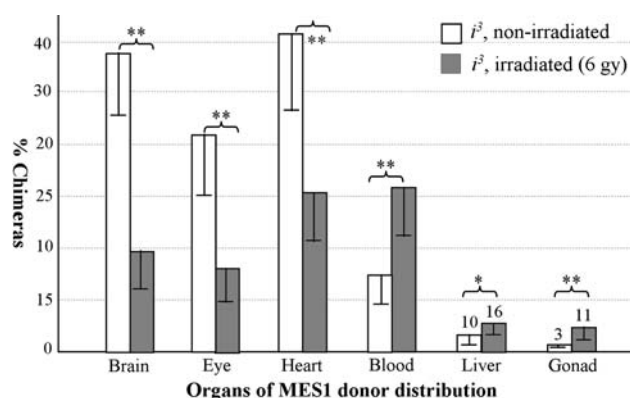 40
30
20
25
10
15
0
% Chimeras
i³, non-irradiated
i³, irradiated (6 gy)
**
**
**
**
*
**
10
16
3
11
Brain
Eye
Heart
Blood
Liver
Gonad
Organs of MES1 donor distribution